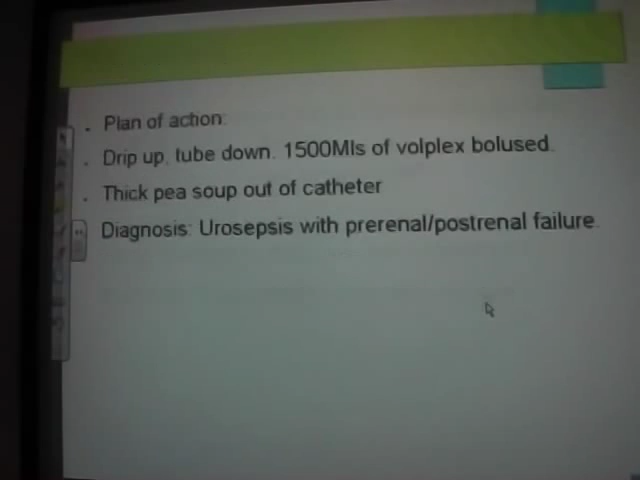 Plan of action:
Drip up, tube down. 1500Mls of volplex bolused.
Thick pea soup out of catheter
Diagnosis: Urosepsis with prerenal/postrenal failure.